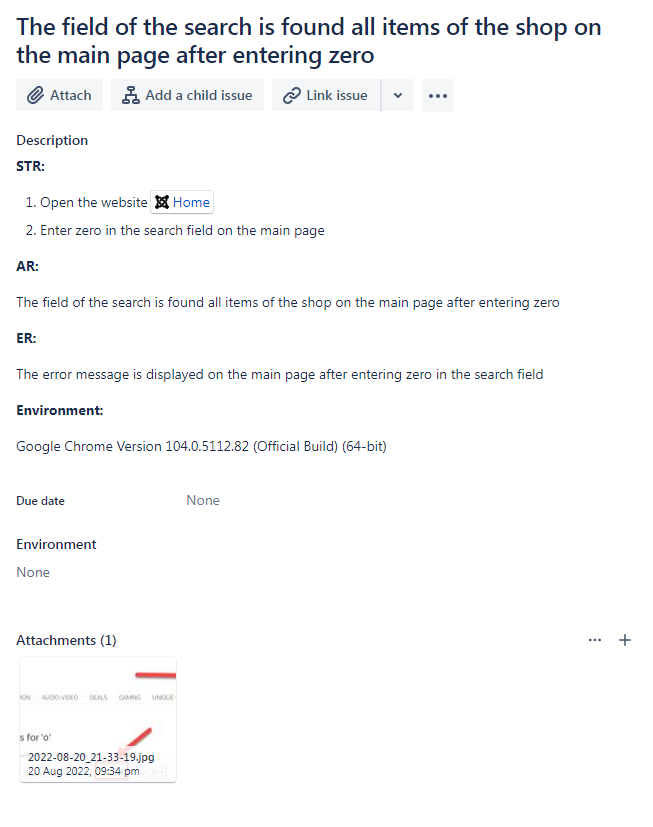 The field of the search is found all items of the shop on
the main page after entering zero
Attach
Add a child issue
Link issue
Description
STR:
1. Open the website Home
2. Enter zero in the search field on the main page
AR:
The field of the search is found all items of the shop on the main page after entering zero
ER:
The error message is displayed on the main page after entering zero in the search field
Environment:
Google Chrome Version 104.0.5112.82 (Official Build) (64-bit)
Due date None
Environment
None
Attachments (1)
AUDIO-VIDEO DEALS GAMING UNIQUE
s for 'o'
2022-08-20_21-33-19.jpg
20 Aug 2022, 09:34 pm